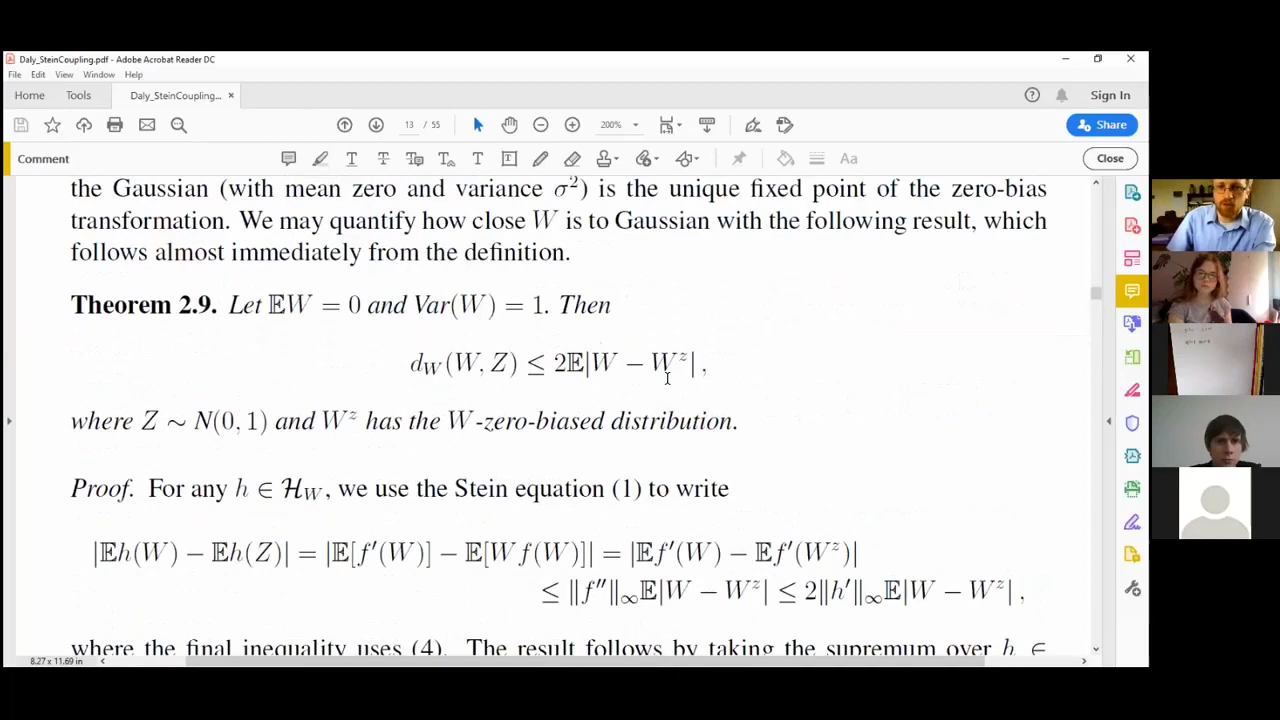 Daly_SteinCoupling.pdf - Adobe Acrobat Reader DC
File Edit View Window Help
Home Tools Daly_SteinCoupling... × Sign In
13 / 55 200%
Share
Comment
Aa
Close
the Gaussian (with mean zero and variance σ²) is the unique fixed point of the zero-bias
transformation. We may quantify how close W is to Gaussian with the following result, which
follows almost immediately from the definition.
Theorem 2.9. Let 𝔼W = 0 and Var(W) = 1. Then
d_W(W, Z) ≤ 2𝔼|W − W^z| ,
where Z ∼ N(0, 1) and W^z has the W-zero-biased distribution.
Proof. For any h ∈ ℋ_W, we use the Stein equation (1) to write
|𝔼h(W) − 𝔼h(Z)| = |𝔼[f′(W)] − 𝔼[Wf(W)]| = |𝔼f′(W) − 𝔼f′(W^z)|
≤ ‖f″‖_∞𝔼|W − W^z| ≤ 2‖h′‖_∞𝔼|W − W^z| ,
where the final inequality uses (4). The result follows by taking the supremum over h ∈
8.27 x 11.69 in